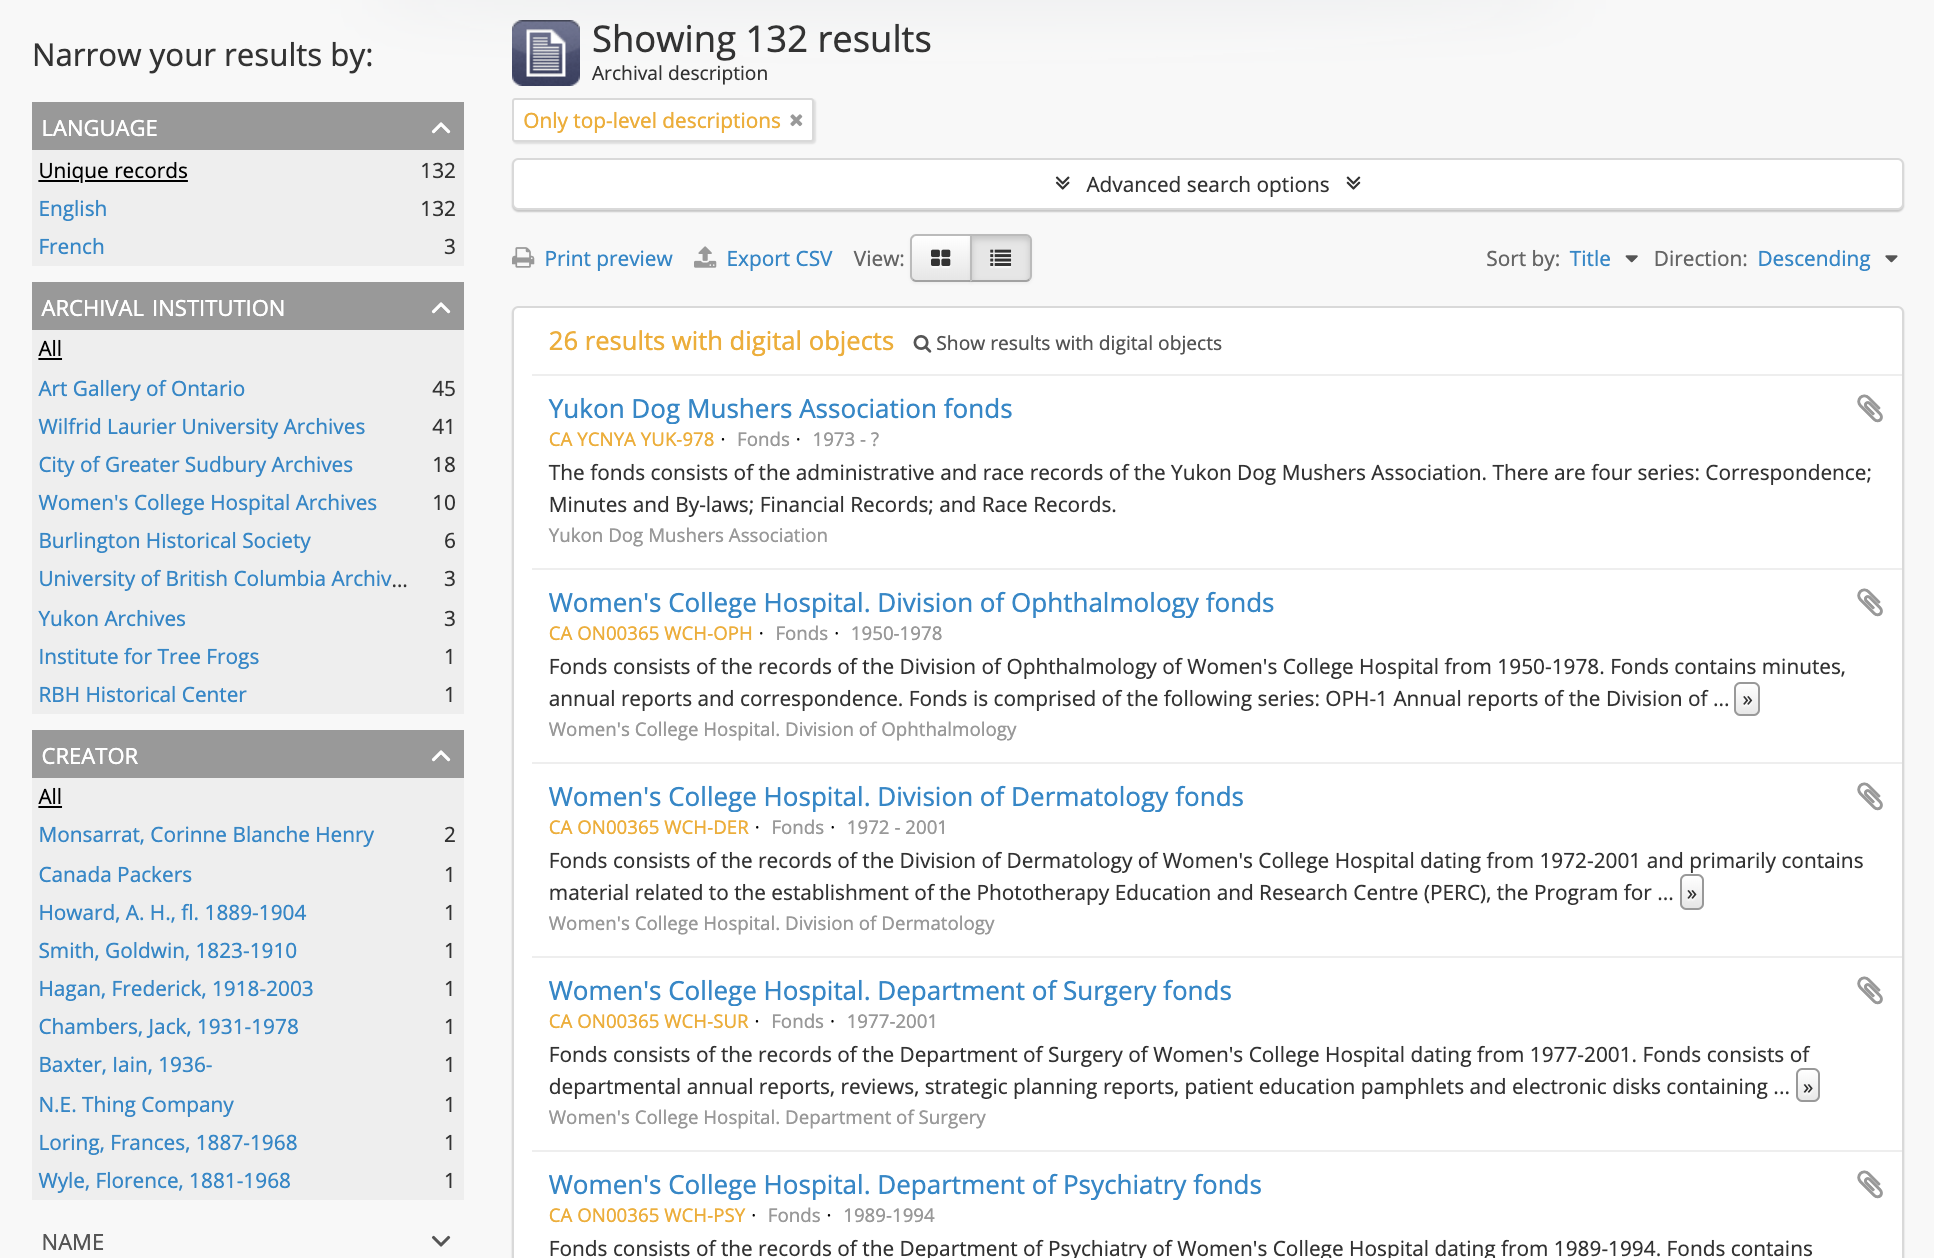 Narrow your results by:
LANGUAGE
Unique records 132
English 132
French 3
ARCHIVAL INSTITUTION
All
Art Gallery of Ontario 45
Wilfrid Laurier University Archives 41
City of Greater Sudbury Archives 18
Women's College Hospital Archives 10
Burlington Historical Society 6
University of British Columbia Archiv... 3
Yukon Archives 3
Institute for Tree Frogs 1
RBH Historical Center 1
CREATOR
All
Monsarrat, Corinne Blanche Henry 2
Canada Packers 1
Howard, A. H., fl. 1889-1904 1
Smith, Goldwin, 1823-1910 1
Hagan, Frederick, 1918-2003 1
Chambers, Jack, 1931-1978 1
Baxter, Iain, 1936- 1
N.E. Thing Company 1
Loring, Frances, 1887-1968 1
Wyle, Florence, 1881-1968 1
NAME
Showing 132 results
Archival description
Only top-level descriptions ×
Advanced search options
Print preview Export CSV View: Sort by: Title Direction: Descending
26 results with digital objects Show results with digital objects
Yukon Dog Mushers Association fonds
CA YCNYA YUK-978 · Fonds · 1973 - ?
The fonds consists of the administrative and race records of the Yukon Dog Mushers Association. There are four series: Correspondence;
Minutes and By-laws; Financial Records; and Race Records.
Yukon Dog Mushers Association
Women's College Hospital. Division of Ophthalmology fonds
CA ON00365 WCH-OPH · Fonds · 1950-1978
Fonds consists of the records of the Division of Ophthalmology of Women's College Hospital from 1950-1978. Fonds contains minutes,
annual reports and correspondence. Fonds is comprised of the following series: OPH-1 Annual reports of the Division of ... »
Women's College Hospital. Division of Ophthalmology
Women's College Hospital. Division of Dermatology fonds
CA ON00365 WCH-DER · Fonds · 1972 - 2001
Fonds consists of the records of the Division of Dermatology of Women's College Hospital dating from 1972-2001 and primarily contains
material related to the establishment of the Phototherapy Education and Research Centre (PERC), the Program for ... »
Women's College Hospital. Division of Dermatology
Women's College Hospital. Department of Surgery fonds
CA ON00365 WCH-SUR · Fonds · 1977-2001
Fonds consists of the records of the Department of Surgery of Women's College Hospital dating from 1977-2001. Fonds consists of
departmental annual reports, reviews, strategic planning reports, patient education pamphlets and electronic disks containing ... »
Women's College Hospital. Department of Surgery
Women's College Hospital. Department of Psychiatry fonds
CA ON00365 WCH-PSY · Fonds · 1989-1994
Fonds consists of the records of the Department of Psychiatry of Women's College Hospital dating from 1989-1994. Fonds contains